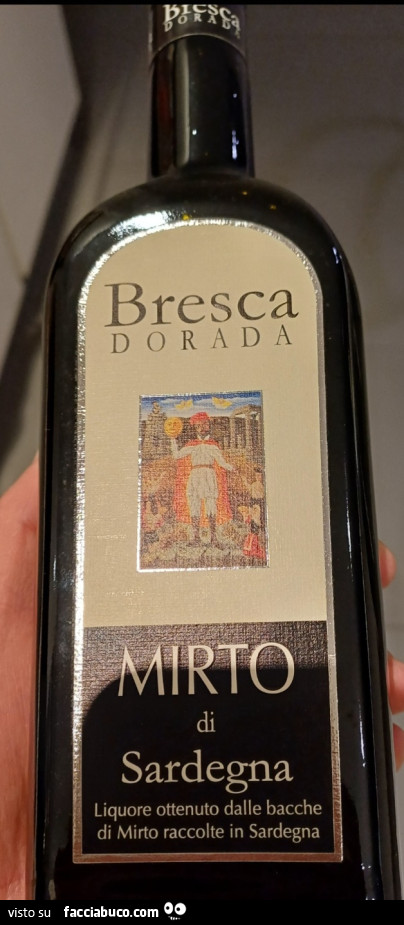 Bresca
DORADA
Bresca
DORADA
MIRTO
di
Sardegna
Liquore ottenuto dalle bacche
di Mirto raccolte in Sardegna
visto su facciabuco.com